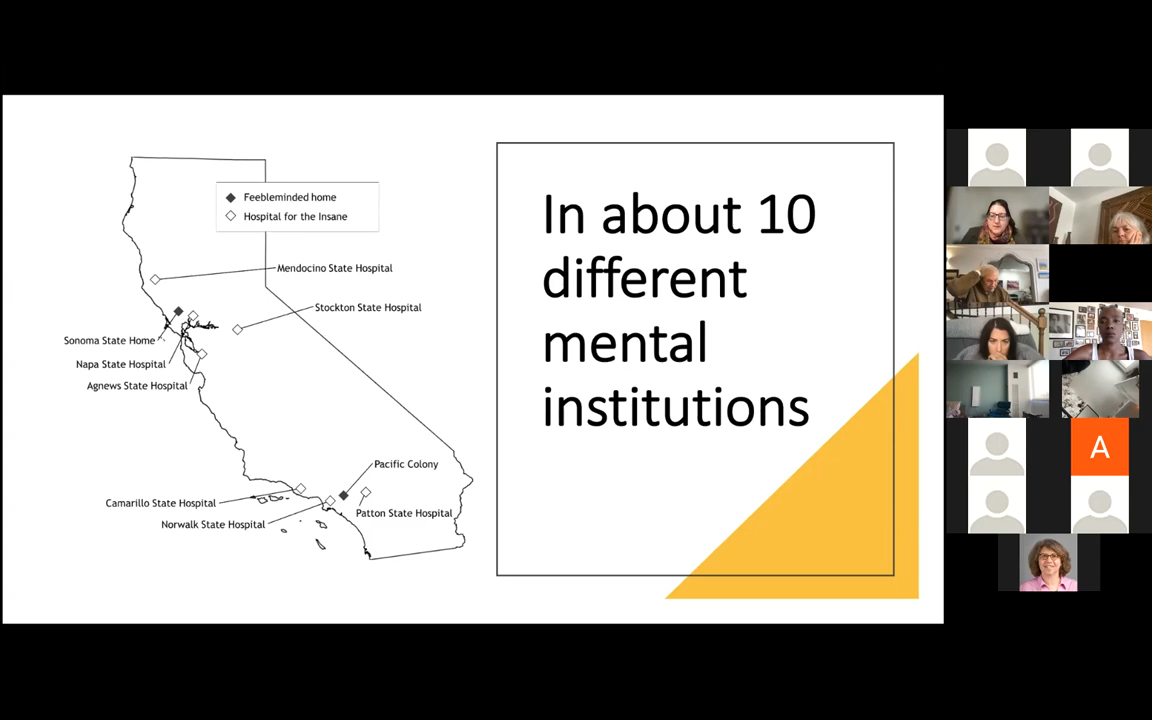 Feebleminded home
Hospital for the Insane
Mendocino State Hospital
Stockton State Hospital
Sonoma State Home
Napa State Hospital
Agnews State Hospital
Pacific Colony
Camarillo State Hospital
Patton State Hospital
Norwalk State Hospital
In about 10
different
mental
institutions
A